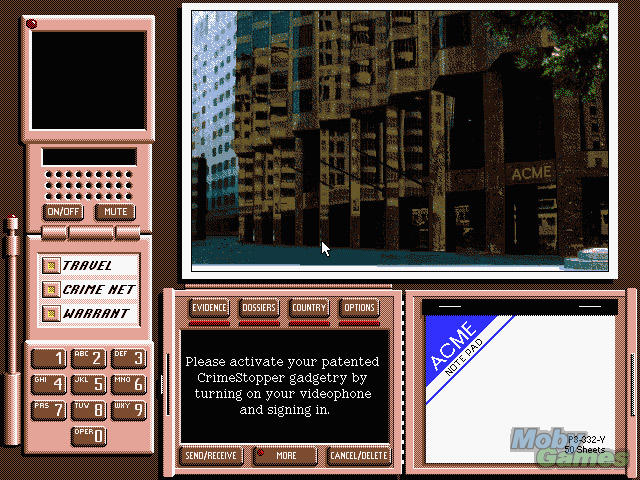 ACME
ON/OFF
MUTE
TRAVEL
CRIME NET
WARRANT
1
ABC 2
DEF 3
GHI 4
JKL 5
MNO 6
PRS 7
TUV 8
WXY 9
OPER 0
EVIDENCE
DOSSIERS
COUNTRY
OPTIONS
Please activate your patented
CrimeStopper gadgetry by
turning on your videophone
and signing in.
SEND/RECEIVE
MORE
CANCEL/DELETE
ACME
NOTE PAD
332-Y
50 Sheets
Moby
Games